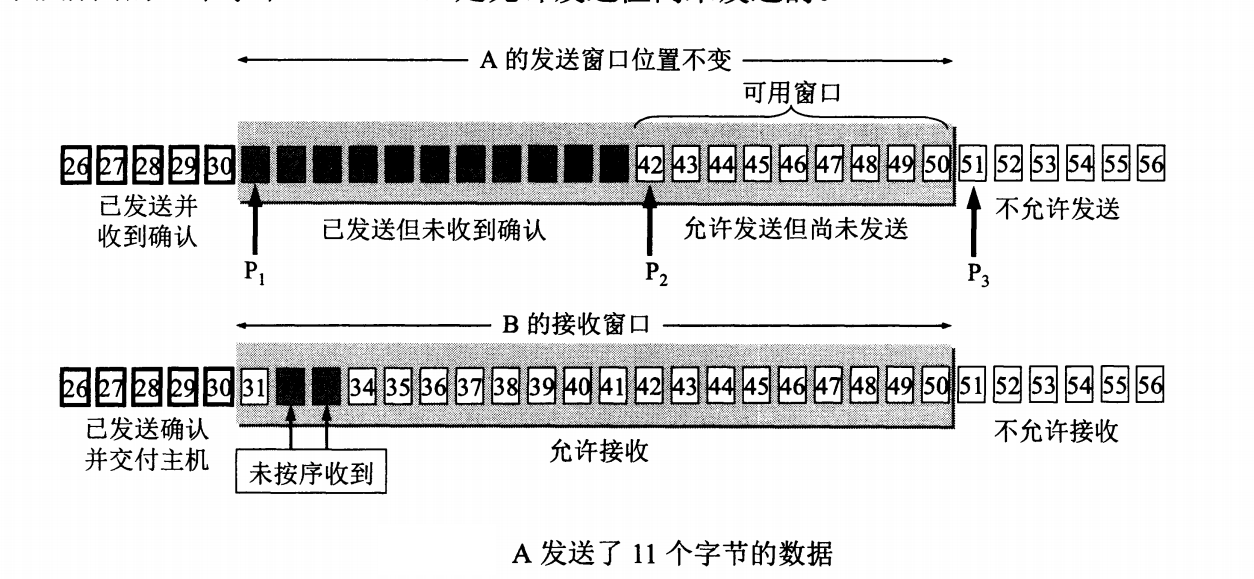 A 的发送窗口位置不变
可用窗口
26 27 28 29 30 42 43 44 45 46 47 48 49 50 51 52 53 54 55 56
已发送并
收到确认
已发送但未收到确认
允许发送但尚未发送
不允许发送
P1
P2
P3
B 的接收窗口
26 27 28 29 30 31 34 35 36 37 38 39 40 41 42 43 44 45 46 47 48 49 50 51 52 53 54 55 56
已发送确认
并交付主机
未按序收到
允许接收
不允许接收
A 发送了 11 个字节的数据